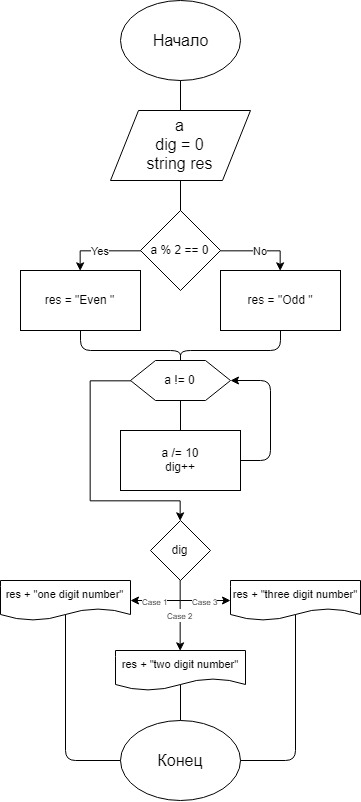 Начало
a
dig = 0
string res
a % 2 == 0
Yes
No
res = "Even "
res = "Odd "
a != 0
a /= 10
dig++
dig
res + "one digit number"
Case 1
Case 3
res + "three digit number"
Case 2
res + "two digit number"
Конец